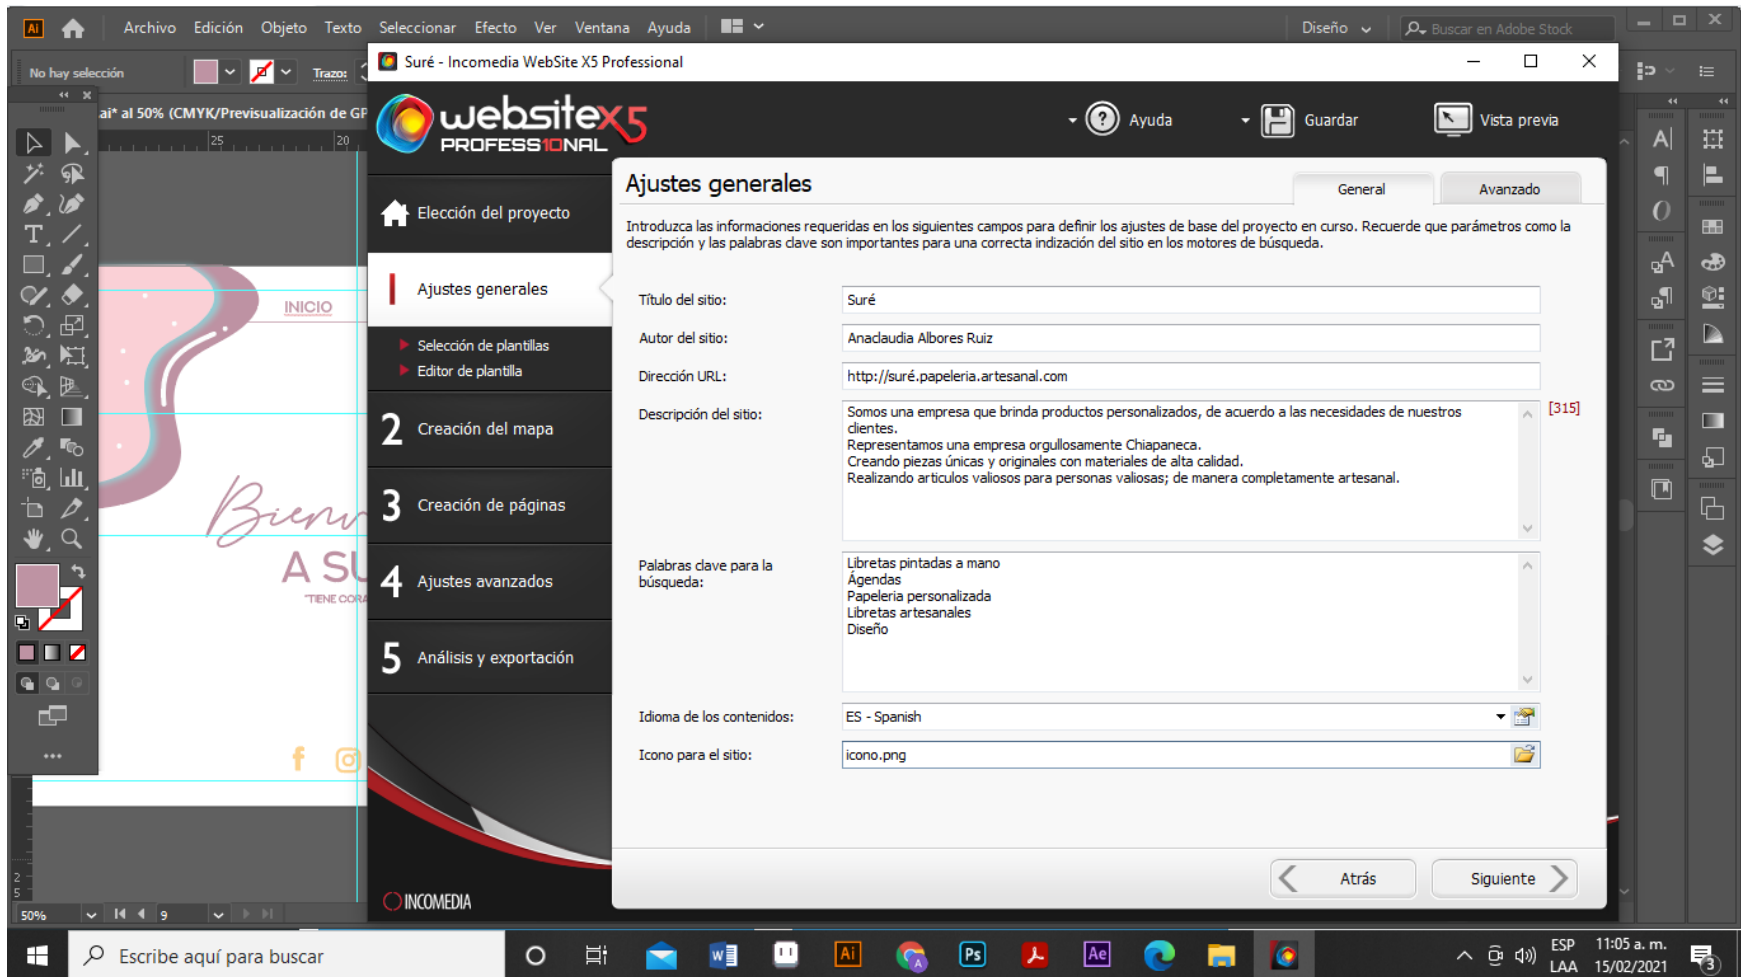 Ai Archivo Edición Objeto Texto Seleccionar Efecto Ver Ventana Ayuda Diseño Buscar en Adobe Stock
No hay selección Trazo:
Suré - Incomedia WebSite X5 Professional
.ai* al 50% (CMYK/Previsualización de GP
25 20
websitex5
PROFESS10NAL
Ayuda Guardar Vista previa
Ajustes generales
General Avanzado
Introduzca las informaciones requeridas en los siguientes campos para definir los ajustes de base del proyecto en curso. Recuerde que parámetros como la
descripción y las palabras clave son importantes para una correcta indización del sitio en los motores de búsqueda.
Elección del proyecto
Ajustes generales
Selección de plantillas
Editor de plantilla
2 Creación del mapa
3 Creación de páginas
4 Ajustes avanzados
5 Análisis y exportación
INCOMEDIA
Título del sitio: Suré
Autor del sitio: Anaclaudia Albores Ruiz
Dirección URL: http://suré.papeleria.artesanal.com
Descripción del sitio: Somos una empresa que brinda productos personalizados, de acuerdo a las necesidades de nuestros [315]
clientes.
Representamos una empresa orgullosamente Chiapaneca.
Creando piezas únicas y originales con materiales de alta calidad.
Realizando articulos valiosos para personas valiosas; de manera completamente artesanal.
Palabras clave para la
búsqueda:
Libretas pintadas a mano
Ágendas
Papeleria personalizada
Libretas artesanales
Diseño
Idioma de los contenidos: ES - Spanish
Icono para el sitio: icono.png
Atrás Siguiente
INICIO
Bienv
A SU
"TIENE CORA
f
2
5
50% 9
Escribe aquí para buscar
Ai Ps Ae
ESP 11:05 a. m.
LAA 15/02/2021 3